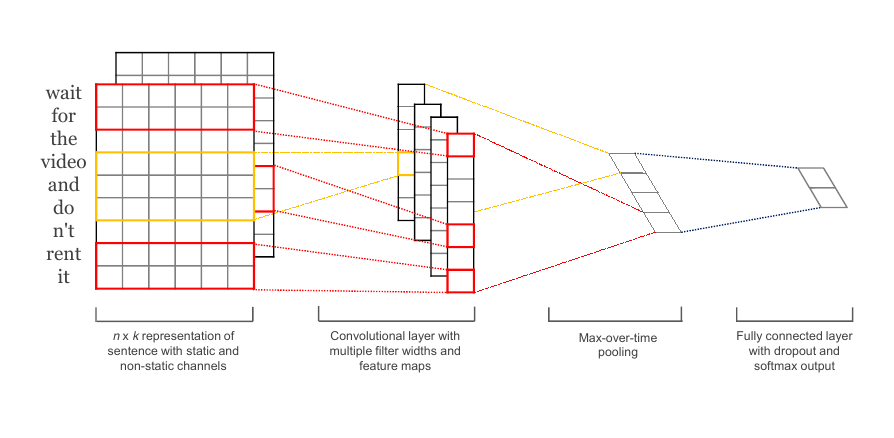 wait
for
the
video
and
do
n't
rent
it
n x k representation of
sentence with static and
non-static channels
Convolutional layer with
multiple filter widths and
feature maps
Max-over-time
pooling
Fully connected layer
with dropout and
softmax output